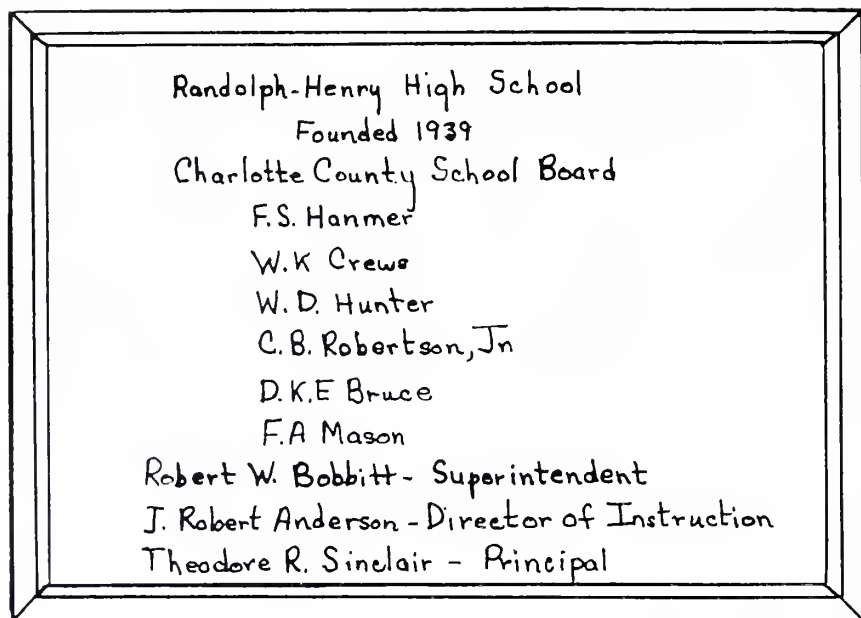 Randolph-Henry High School
Founded 1939
Charlotte County School Board
F.S. Hanmer
W.K Crews
W.D. Hunter
C.B. Robertson, Jn
D.K.E Bruce
F.A Mason
Robert W. Bobbitt - Superintendent
J. Robert Anderson - Director of Instruction
Theodore R. Sinclair - Principal